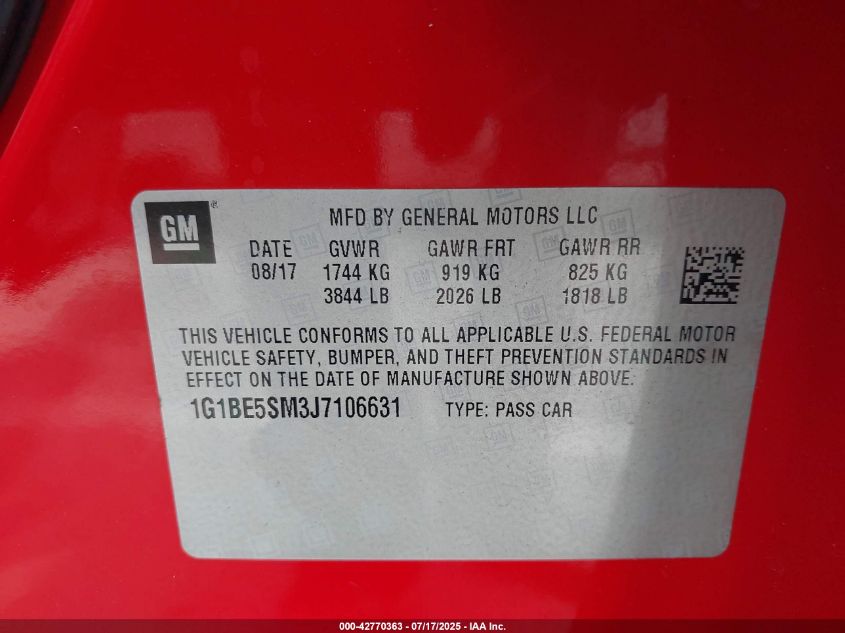 GM ®
MFD BY GENERAL MOTORS LLC
DATE GVWR GAWR FRT GAWR RR
08/17 1744 KG 919 KG 825 KG
3844 LB 2026 LB 1818 LB
THIS VEHICLE CONFORMS TO ALL APPLICABLE U.S. FEDERAL MOTOR
VEHICLE SAFETY, BUMPER, AND THEFT PREVENTION STANDARDS IN
EFFECT ON THE DATE OF MANUFACTURE SHOWN ABOVE.
1G1BE5SM3J7106631 TYPE: PASS CAR
000-42770363 - 07/17/2025 - IAA Inc.